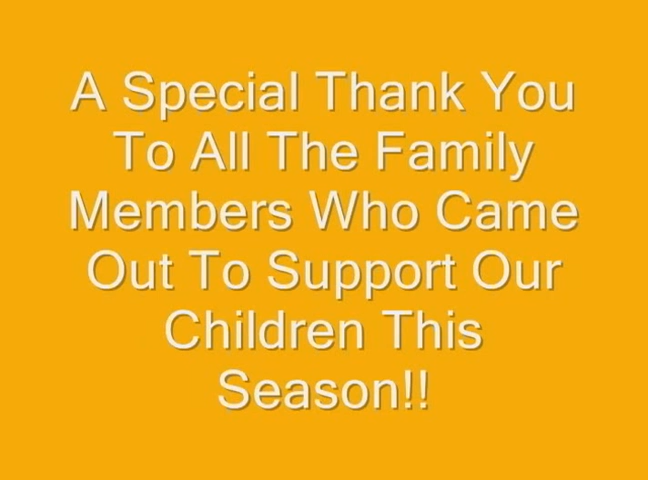 A Special Thank You
To All The Family
Members Who Came
Out To Support Our
Children This
Season!!